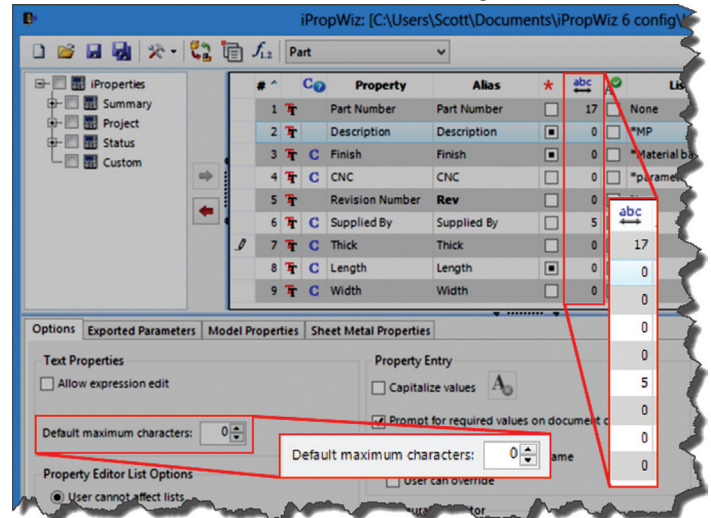 iPropWiz: [C:\Users\Scott\Documents\iPropWiz 6 config\
Part
iProperties
Summary
Project
Status
Custom
# C Property Alias * abc Lis
1 Part Number Part Number 17 None
2 Description Description 0 *MP
3 C Finish Finish 0 *Material ba
4 C CNC CNC 0 *parame
5 Revision Number Rev 0
6 C Supplied By Supplied By 5
7 C Thick Thick 0
8 C Length Length 0
9 C Width Width 0
abc
17
0
0
0
0
5
0
0
0
Options Exported Parameters Model Properties Sheet Metal Properties
Text Properties
Allow expression edit
Default maximum characters: 0
Property Editor List Options
User cannot affect lists
Property Entry
Capitalize values
Prompt for required values on document c
Default maximum characters: 0
ame
User can override